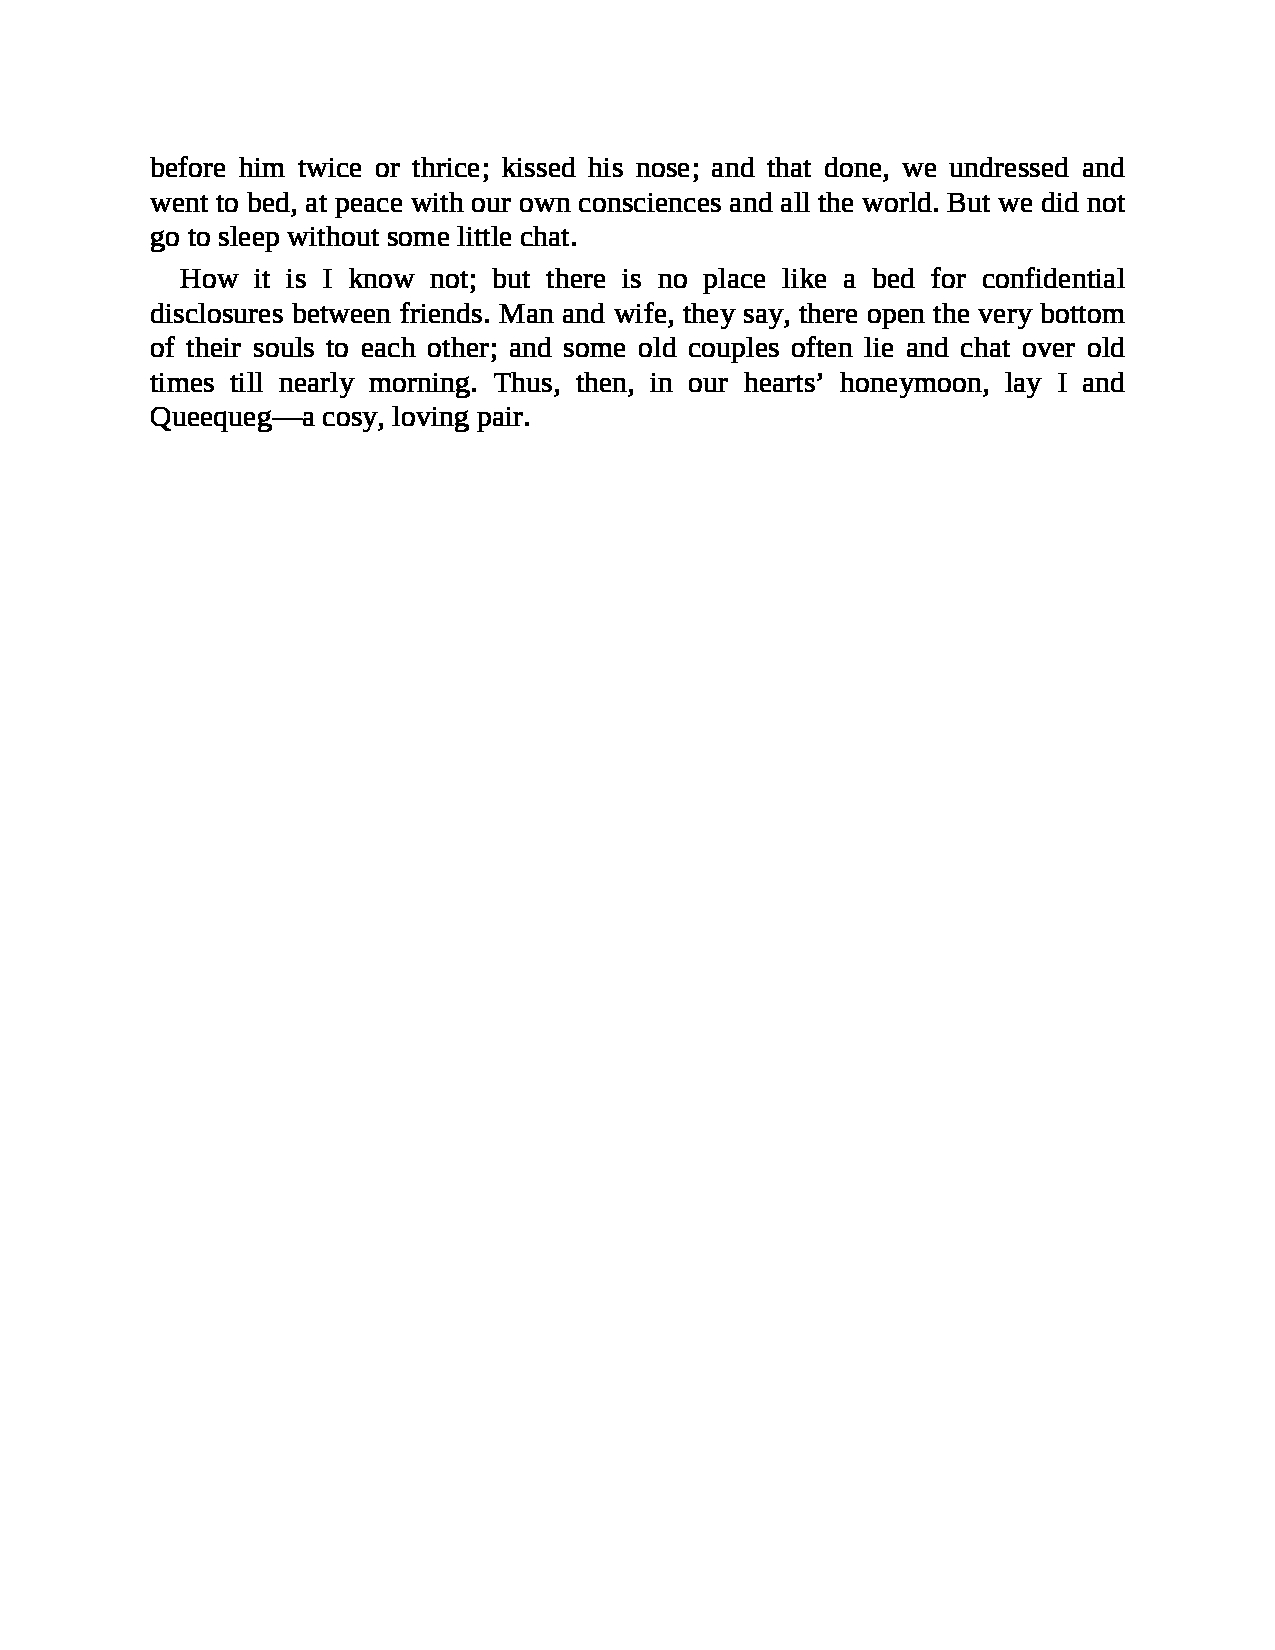 before him twice or thrice; kissed his nose; and that done, we undressed and
went to bed, at peace with our own consciences and all the world. But we did not
go to sleep without some little chat.
How it is I know not; but there is no place like a bed for confidential
disclosures between friends. Man and wife, they say, there open the very bottom
of their souls to each other; and some old couples often lie and chat over old
times till nearly morning. Thus, then, in our hearts’ honeymoon, lay I and
Queequeg—a cosy, loving pair.